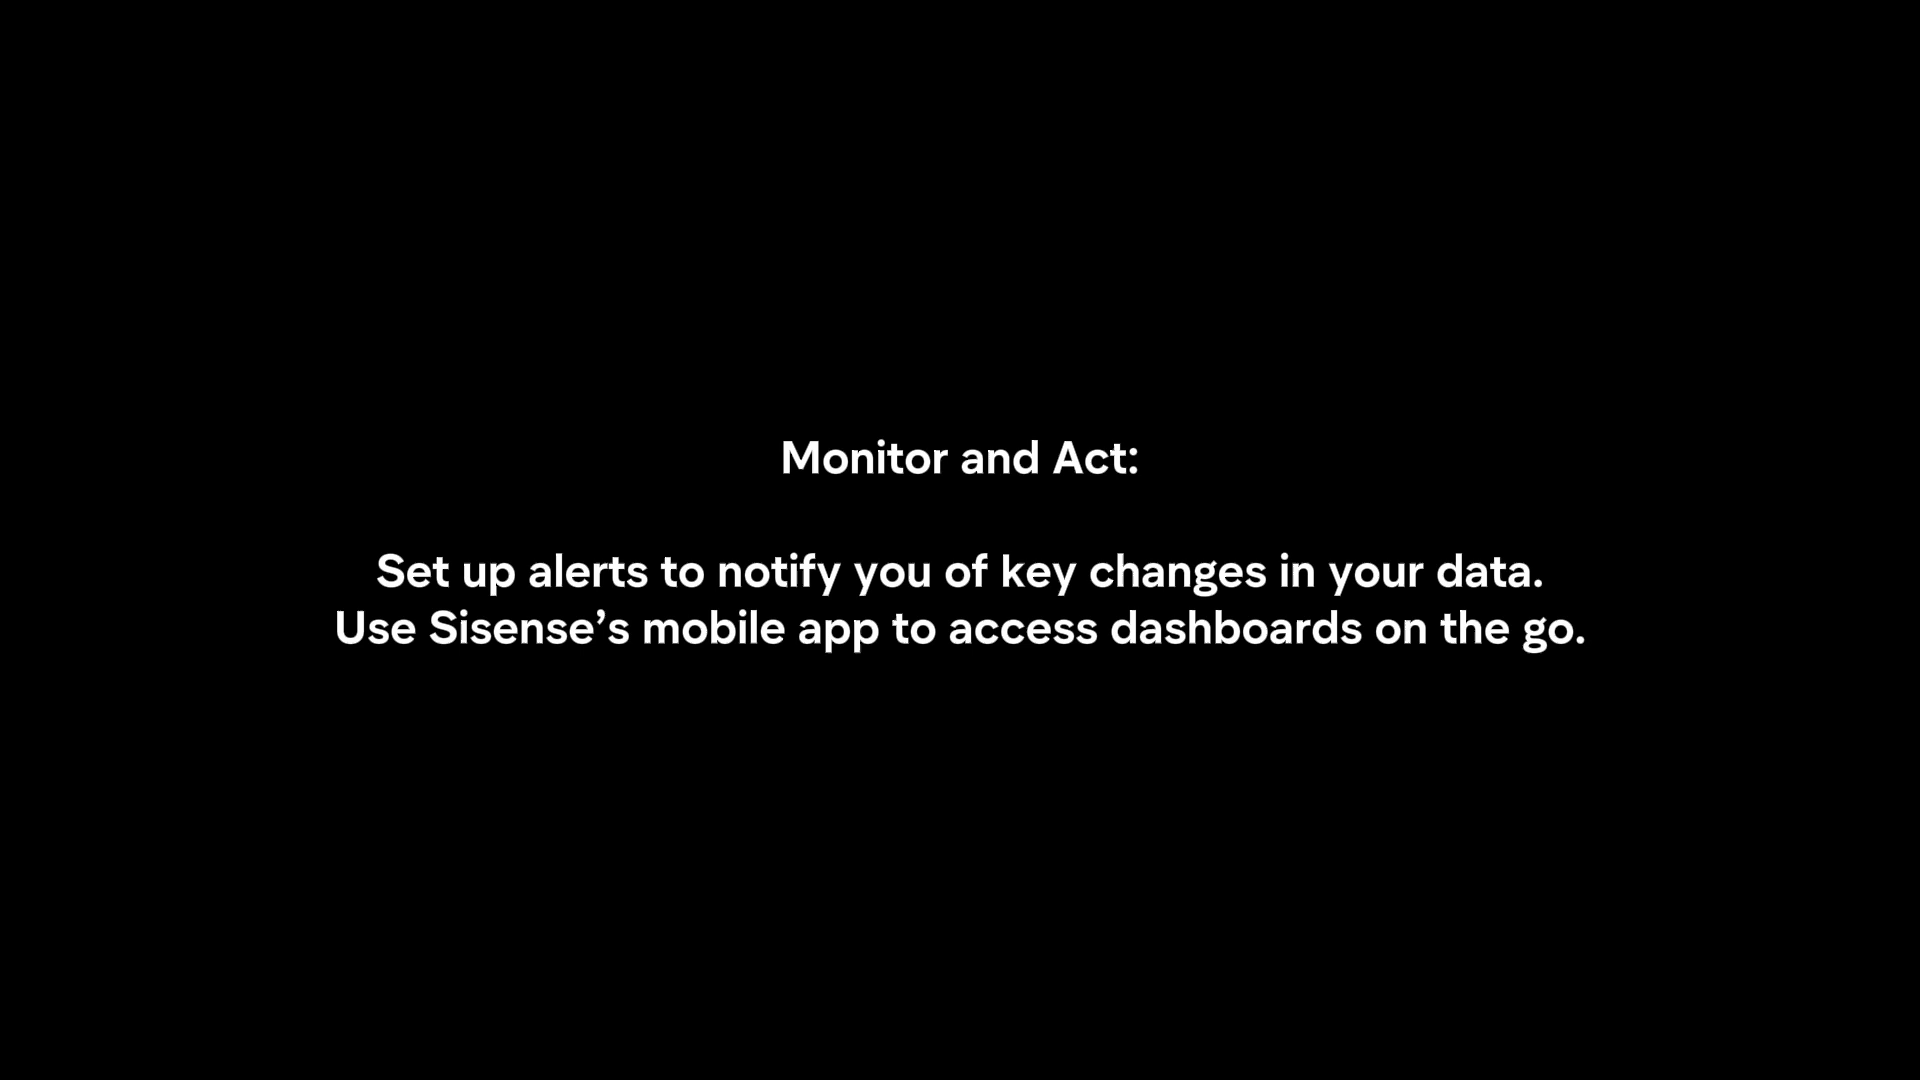 Monitor and Act:
Set up alerts to notify you of key changes in your data.
Use Sisense’s mobile app to access dashboards on the go.